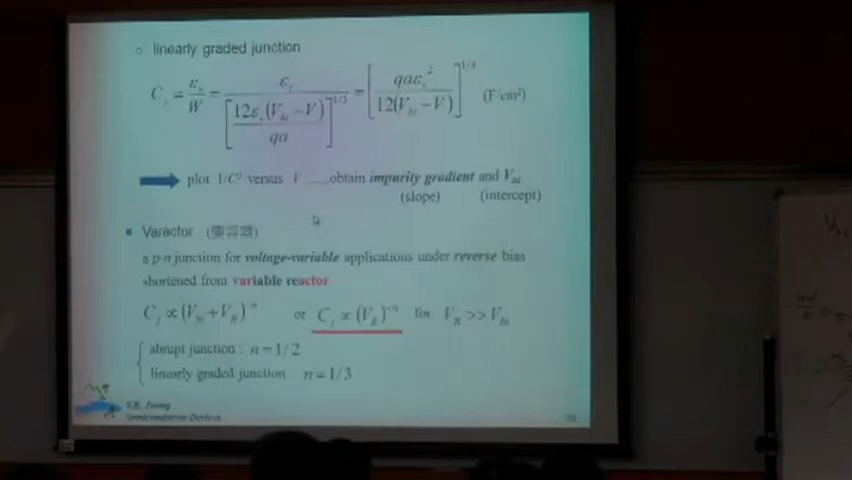 linearly graded junction
C_j = ε_s/W = ε_s/[12ε_s(V_bi−V)/qa]^1/3 = [qaε_s²/12(V_bi−V)]^1/3 (F/cm²)
plot 1/C³ versus V ......obtain impurity gradient and V_bi
(slope) (intercept)
Varactor (變容器)
a p-n junction for voltage-variable applications under reverse bias
shortened from variable reactor
C_j ∝ (V_bi + V_R)^−n or C_j ∝ (V_R)^−n for V_R >> V_bi
abrupt junction : n = 1/2
linearly graded junction n = 1/3
Semiconductor Devices